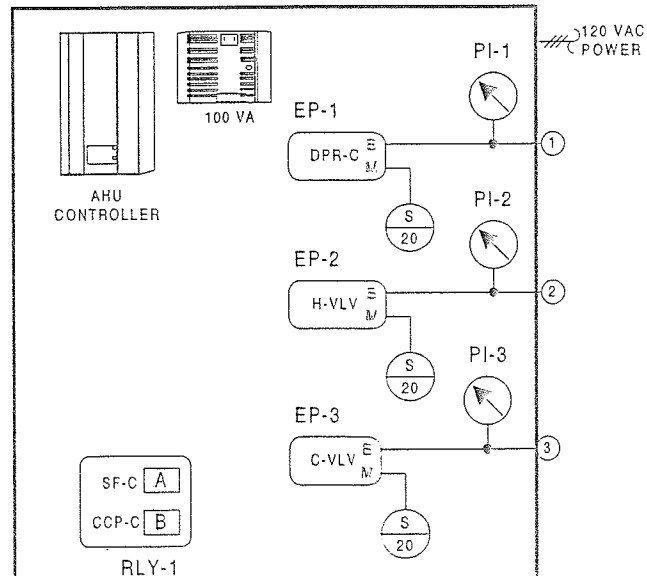 120 VAC
POWER
PI-1
100 VA
EP-1
DPR-C
B
M
1
AHU
CONTROLLER
S
20
PI-2
EP-2
H-VLV
B
M
2
S
20
PI-3
EP-3
C-VLV
B
M
3
SF-C A
CCP-C B
S
20
RLY-1